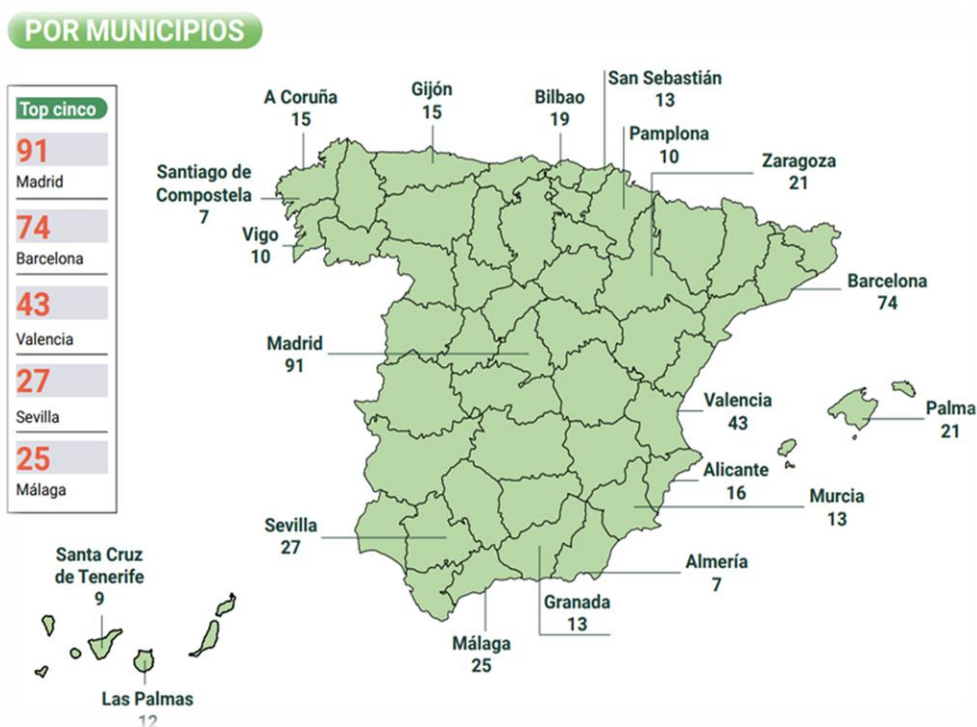 POR MUNICIPIOS
Top cinco
91
Madrid
74
Barcelona
43
Valencia
27
Sevilla
25
Málaga
A Coruña
15
Gijón
15
Bilbao
19
San Sebastián
13
Pamplona
10
Zaragoza
21
Santiago de
Compostela
7
Vigo
10
Barcelona
74
Madrid
91
Valencia
43
Palma
21
Alicante
16
Murcia
13
Sevilla
27
Almería
7
Granada
13
Málaga
25
Santa Cruz
de Tenerife
9
Las Palmas
12